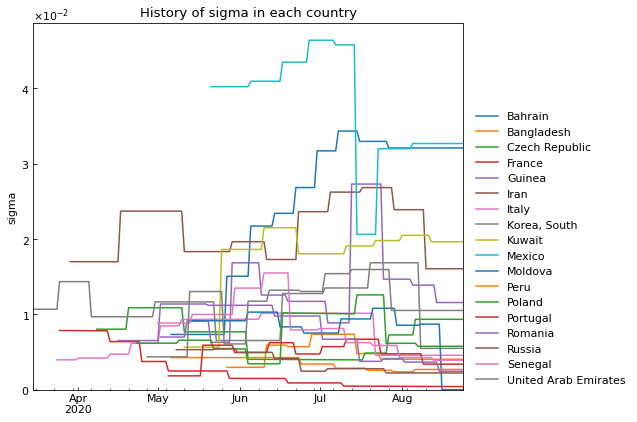 History of sigma in each country
×10⁻²
4
3
2
1
0
sigma
Apr
2020
May
Jun
Jul
Aug
Bahrain
Bangladesh
Czech Republic
France
Guinea
Iran
Italy
Korea, South
Kuwait
Mexico
Moldova
Peru
Poland
Portugal
Romania
Russia
Senegal
United Arab Emirates